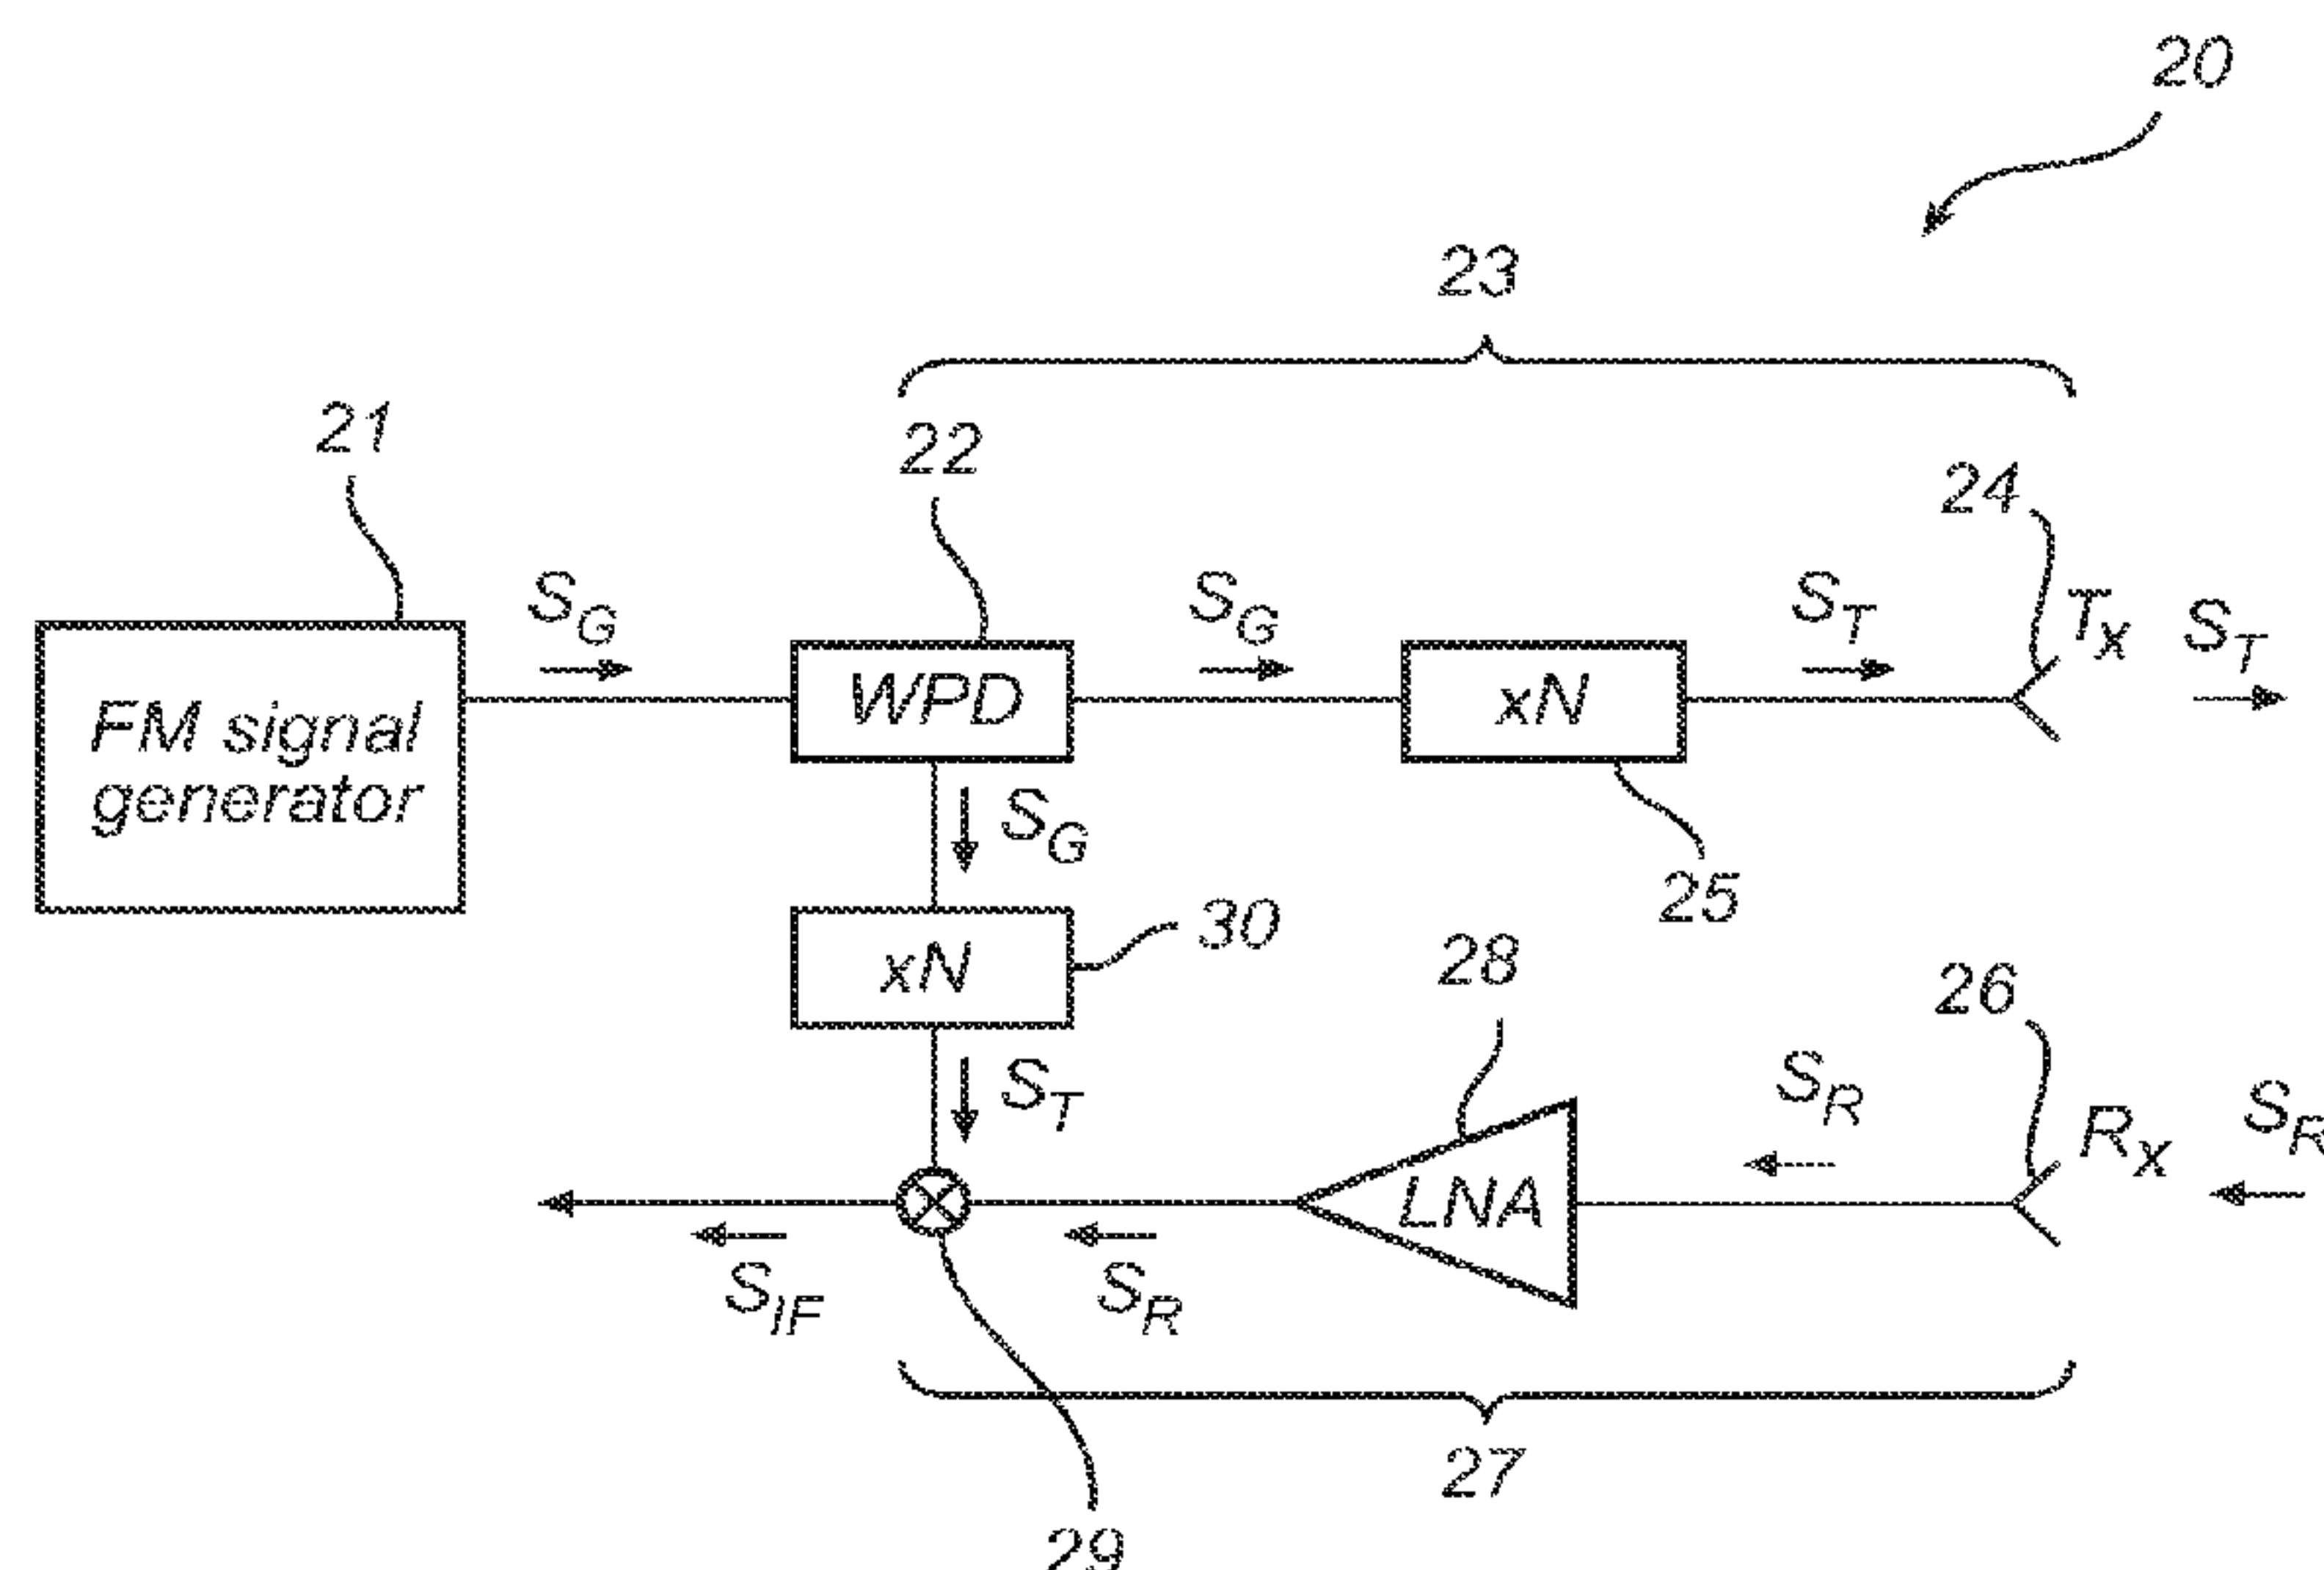 20
23
21
22
24
S_G
S_G
S_T
T_x
S_T
FM signal
generator
WPD
xN
S_G
25
30
xN
28
26
S_T
S_R
R_x
S_R
LNA
S_IF
S_R
27
29